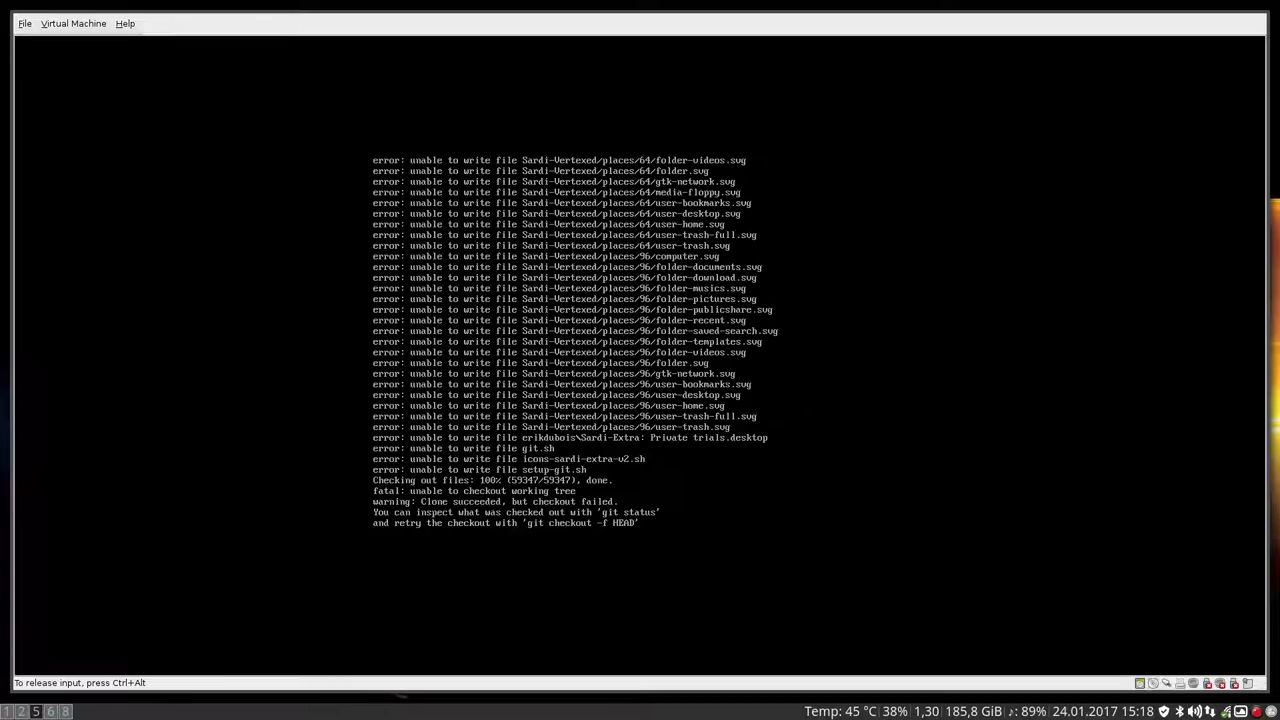 File Virtual Machine Help
error: unable to write file Sardi-Vertexed/places/64/folder-videos.svg
error: unable to write file Sardi-Vertexed/places/64/folder.svg
error: unable to write file Sardi-Vertexed/places/64/gtk-network.svg
error: unable to write file Sardi-Vertexed/places/64/media-floppy.svg
error: unable to write file Sardi-Vertexed/places/64/user-bookmarks.svg
error: unable to write file Sardi-Vertexed/places/64/user-desktop.svg
error: unable to write file Sardi-Vertexed/places/64/user-home.svg
error: unable to write file Sardi-Vertexed/places/64/user-trash-full.svg
error: unable to write file Sardi-Vertexed/places/64/user-trash.svg
error: unable to write file Sardi-Vertexed/places/96/computer.svg
error: unable to write file Sardi-Vertexed/places/96/folder-documents.svg
error: unable to write file Sardi-Vertexed/places/96/folder-download.svg
error: unable to write file Sardi-Vertexed/places/96/folder-musics.svg
error: unable to write file Sardi-Vertexed/places/96/folder-pictures.svg
error: unable to write file Sardi-Vertexed/places/96/folder-publicshare.svg
error: unable to write file Sardi-Vertexed/places/96/folder-recent.svg
error: unable to write file Sardi-Vertexed/places/96/folder-saved-search.svg
error: unable to write file Sardi-Vertexed/places/96/folder-templates.svg
error: unable to write file Sardi-Vertexed/places/96/folder-videos.svg
error: unable to write file Sardi-Vertexed/places/96/folder.svg
error: unable to write file Sardi-Vertexed/places/96/gtk-network.svg
error: unable to write file Sardi-Vertexed/places/96/user-bookmarks.svg
error: unable to write file Sardi-Vertexed/places/96/user-desktop.svg
error: unable to write file Sardi-Vertexed/places/96/user-home.svg
error: unable to write file Sardi-Vertexed/places/96/user-trash-full.svg
error: unable to write file Sardi-Vertexed/places/96/user-trash.svg
error: unable to write file erikdubois\Sardi-Extra: Private trials.desktop
error: unable to write file git.sh
error: unable to write file icons-sardi-extra-v2.sh
error: unable to write file setup-git.sh
Checking out files: 100% (59347/59347), done.
fatal: unable to checkout working tree
warning: Clone succeeded, but checkout failed.
You can inspect what was checked out with 'git status'
and retry the checkout with 'git checkout -f HEAD'
To release input, press Ctrl+Alt
1 2 5 6 8 Temp: 45 °C 38% 1,30 185,8 GiB ♪: 89% 24.01.2017 15:18